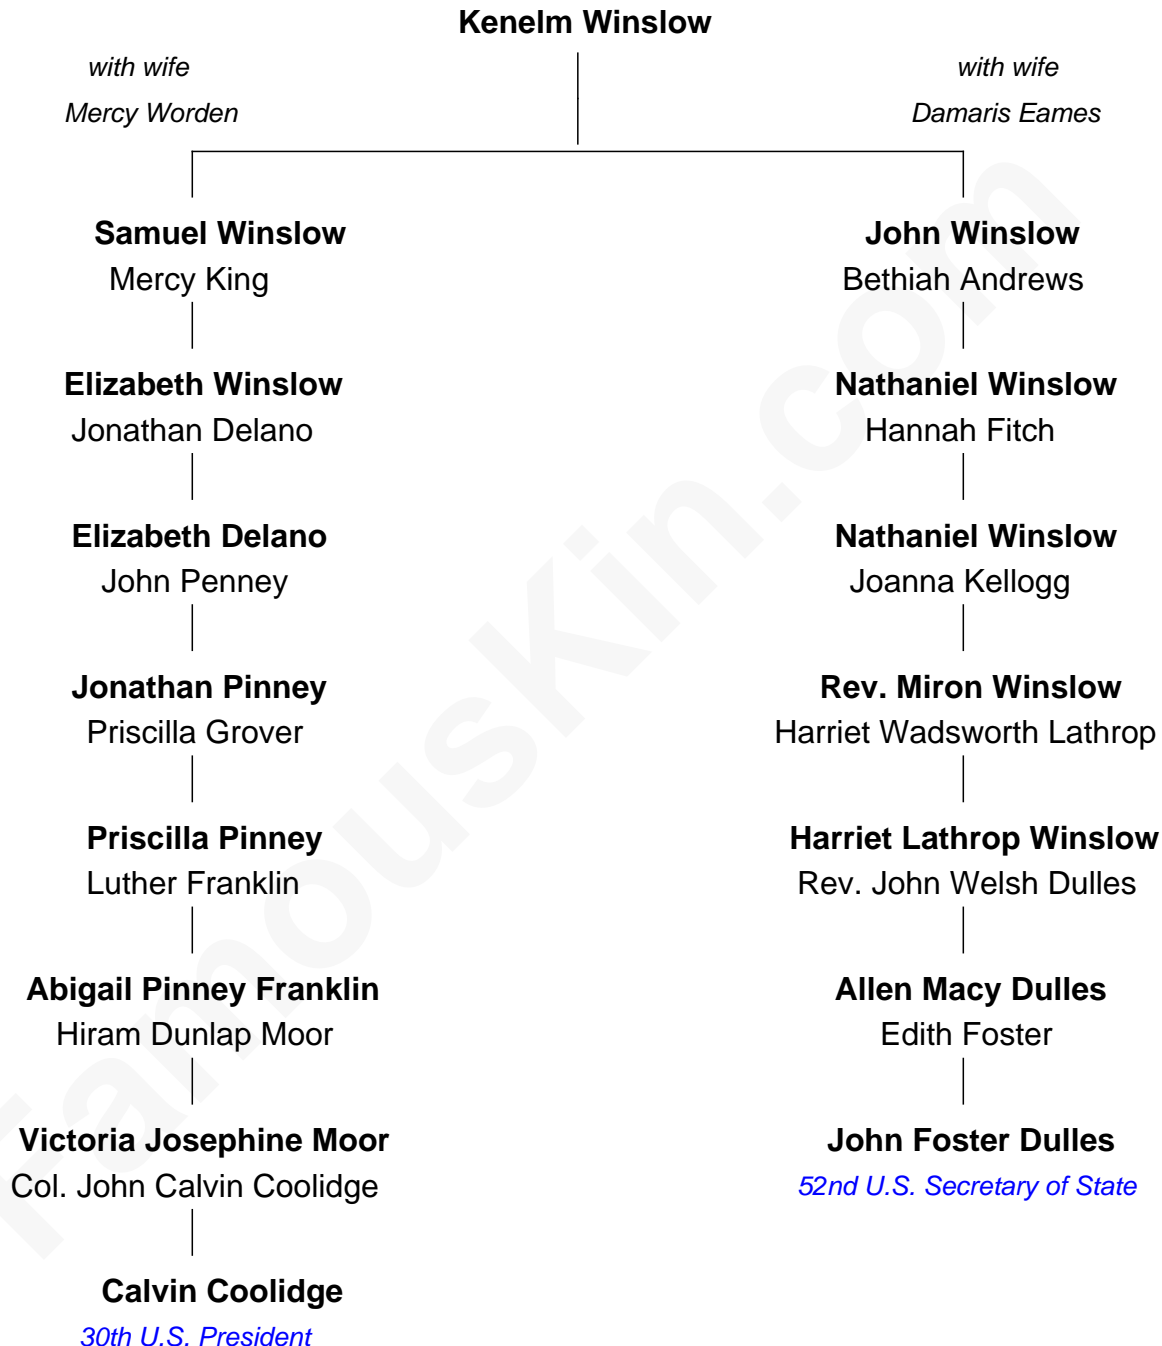 Kenelm Winslow
with wife
Mercy Worden
with wife
Damaris Eames
Samuel Winslow
Mercy King
John Winslow
Bethiah Andrews
Elizabeth Winslow
Jonathan Delano
Nathaniel Winslow
Hannah Fitch
Elizabeth Delano
John Penney
Nathaniel Winslow
Joanna Kellogg
Jonathan Pinney
Priscilla Grover
Rev. Miron Winslow
Harriet Wadsworth Lathrop
Priscilla Pinney
Luther Franklin
Harriet Lathrop Winslow
Rev. John Welsh Dulles
Abigail Pinney Franklin
Hiram Dunlap Moor
Allen Macy Dulles
Edith Foster
Victoria Josephine Moor
Col. John Calvin Coolidge
John Foster Dulles
52nd U.S. Secretary of State
Calvin Coolidge
30th U.S. President
FamousKin.com